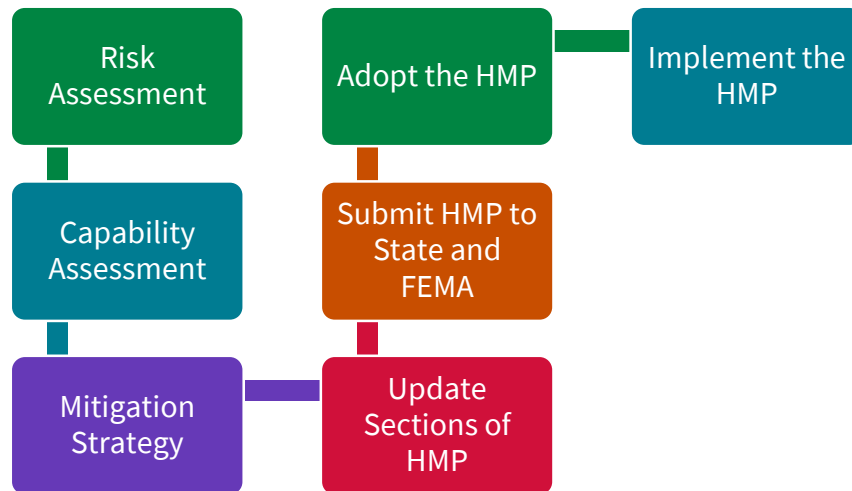 Risk
Assessment
Capability
Assessment
Mitigation
Strategy
Update
Sections of
HMP
Submit HMP to
State and
FEMA
Adopt the HMP
Implement the
HMP